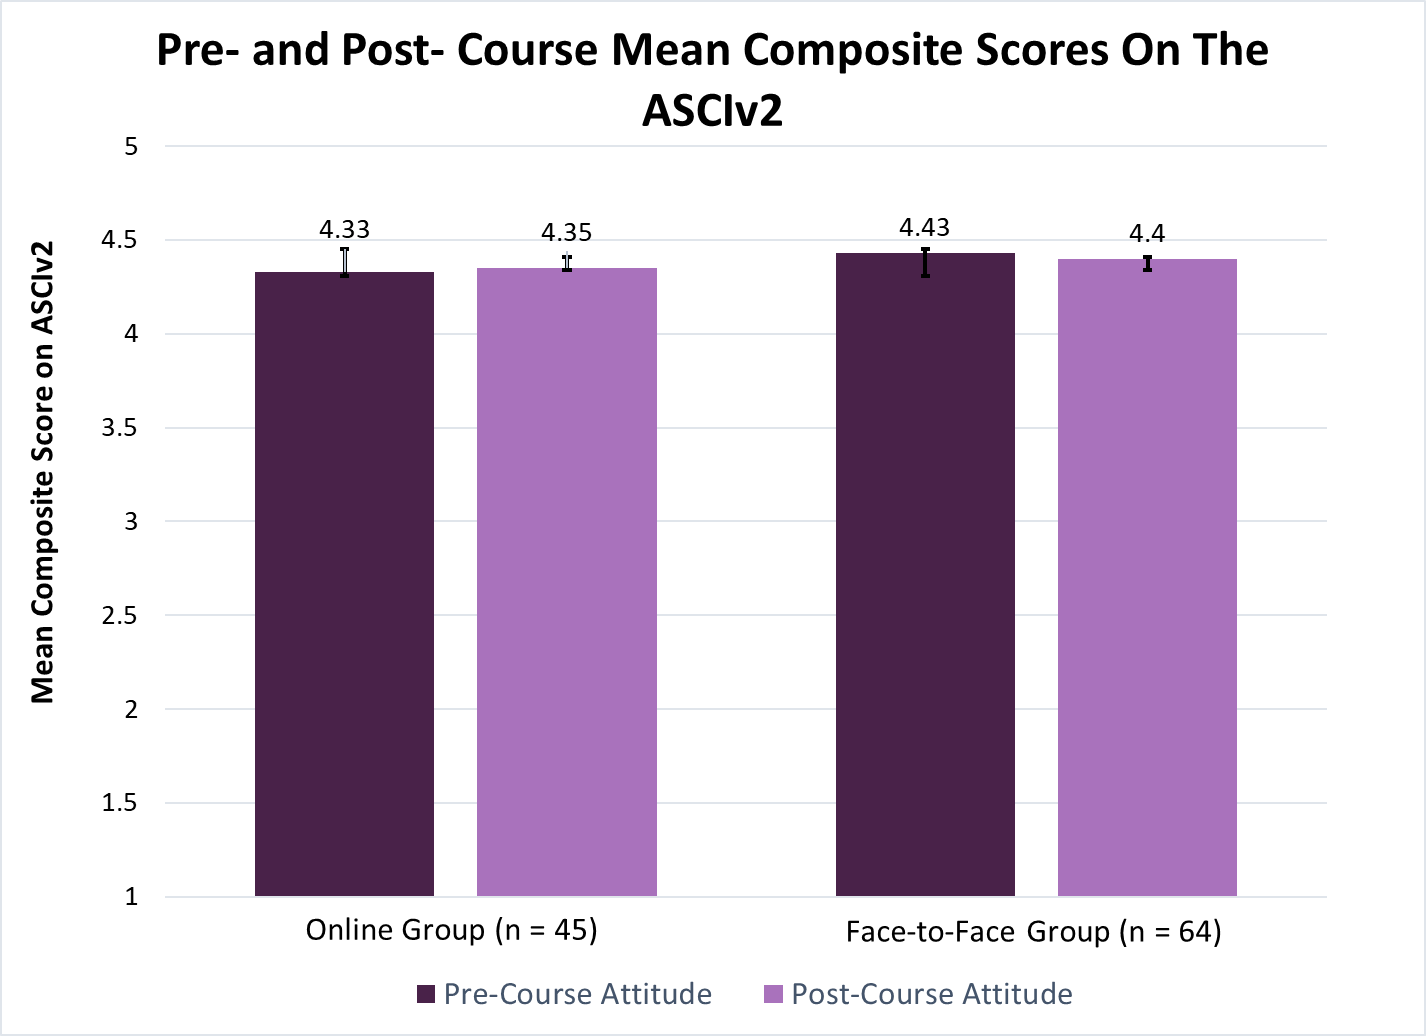 Pre- and Post- Course Mean Composite Scores On The
ASCIv2
Mean Composite Score on ASCIv2
5
4.5
4
3.5
3
2.5
2
1.5
1
4.33
4.35
4.43
4.4
Online Group (n = 45)
Face-to-Face Group (n = 64)
Pre-Course Attitude
Post-Course Attitude